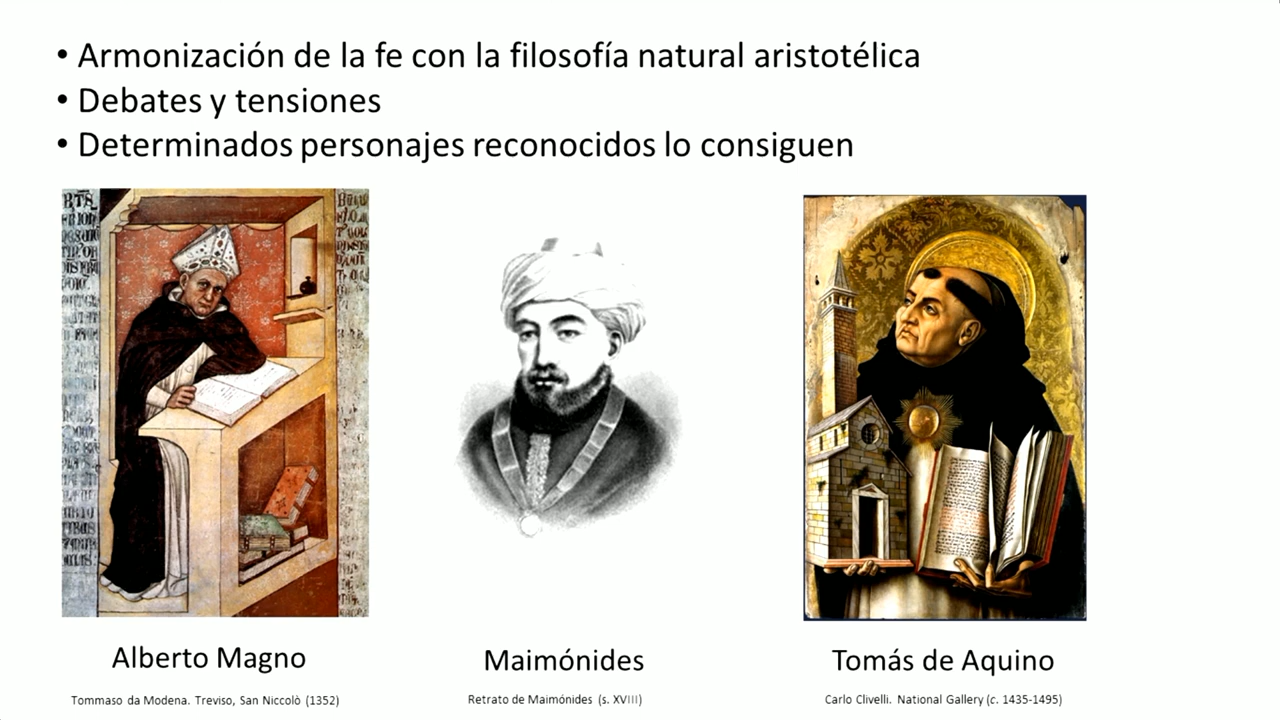 • Armonización de la fe con la filosofía natural aristotélica
• Debates y tensiones
• Determinados personajes reconocidos lo consiguen
Alberto Magno
Maimónides
Tomás de Aquino
Tommaso da Modena. Treviso, San Niccolò (1352)
Retrato de Maimónides (s. XVIII)
Carlo Clivelli. National Gallery (c. 1435-1495)